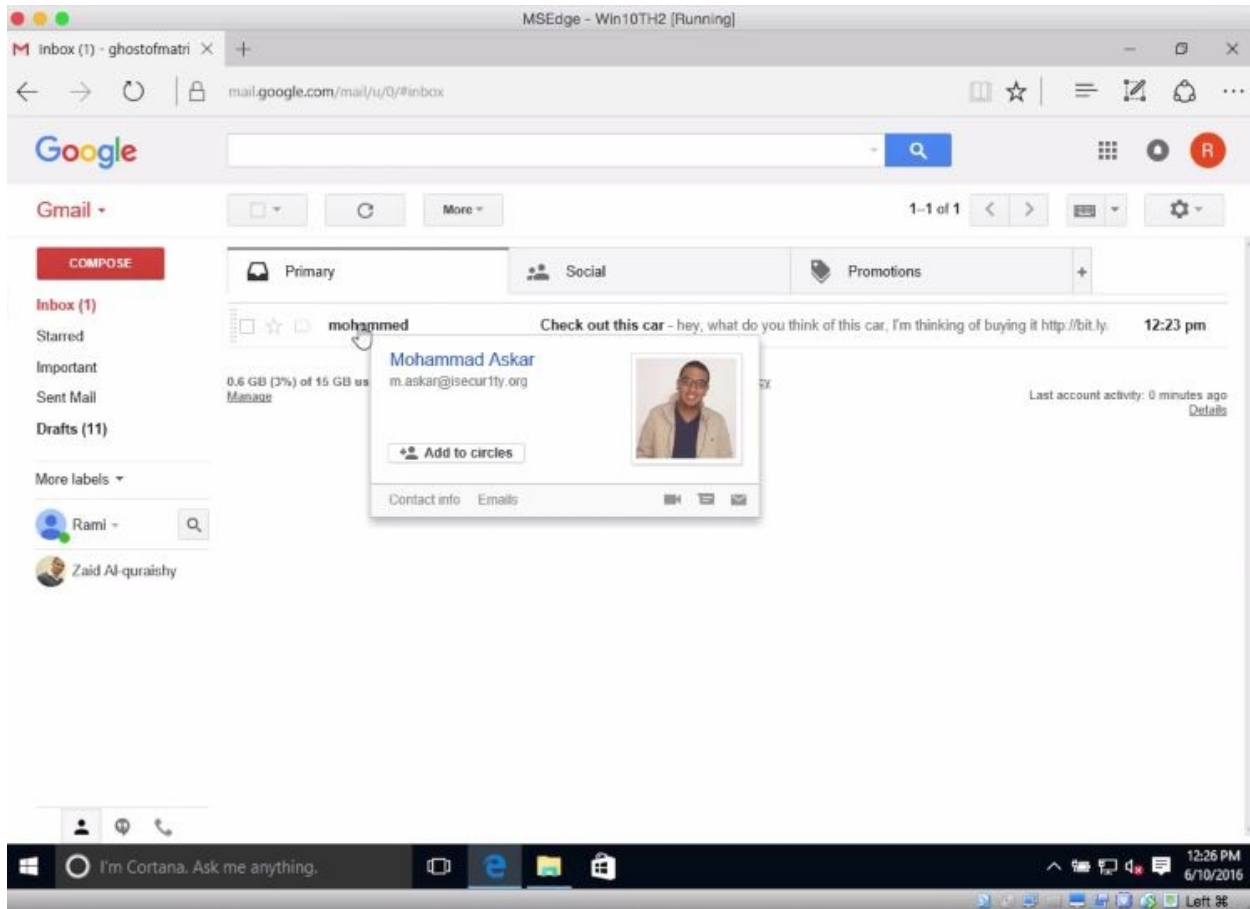 MSEdge - Win10TH2 [Running]
Inbox (1) - ghostofmatri
mail.google.com/mail/u/0/#inbox
Google
R
Gmail
More
1–1 of 1
COMPOSE
Primary
Social
Promotions
Inbox (1)
mohammed
Check out this car - hey, what do you think of this car, I'm thinking of buying it http://bit.ly
12:23 pm
Starred
Important
Sent Mail
Drafts (11)
Mohammad Askar
m.askar@isecur1ty.org
Add to circles
Contact info Emails
0.6 GB (3%) of 15 GB us
Manage
Last account activity: 0 minutes ago
Details
More labels
Rami
Zaid Al-quraishy
I'm Cortana. Ask me anything.
12:26 PM
6/10/2016
Left ⌘